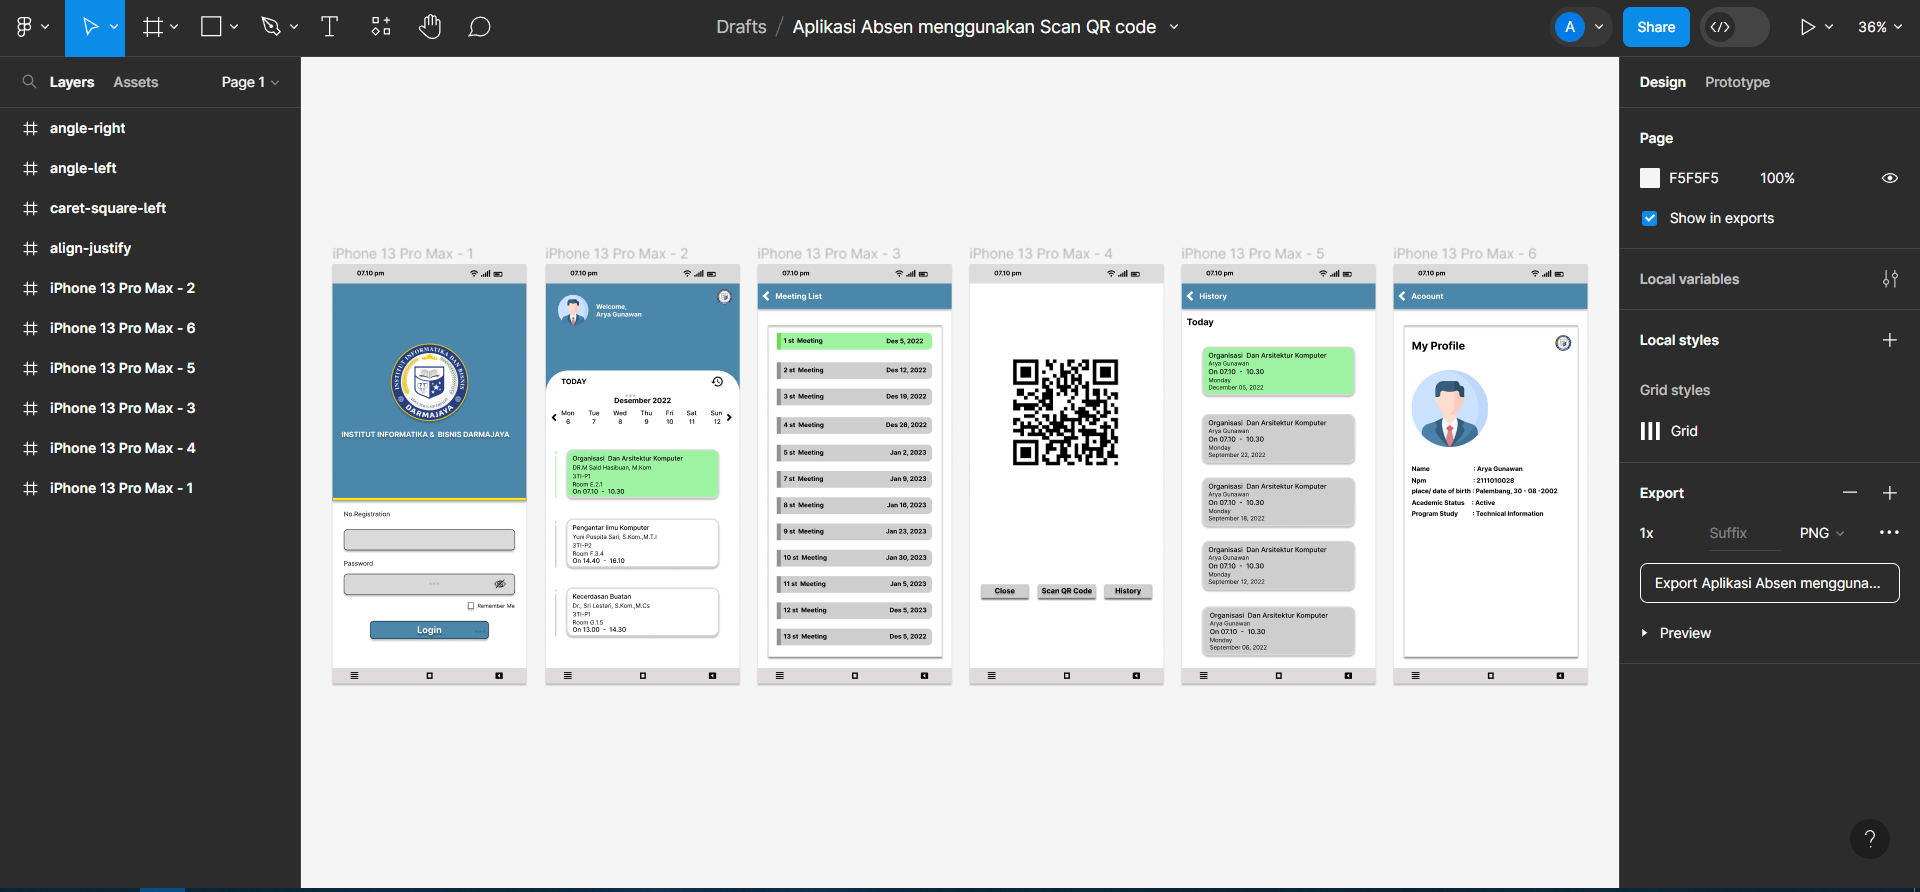 Drafts / Aplikasi Absen menggunakan Scan QR code
A
Share
36%
Layers
Assets
Page 1
angle-right
angle-left
caret-square-left
align-justify
iPhone 13 Pro Max - 2
iPhone 13 Pro Max - 6
iPhone 13 Pro Max - 5
iPhone 13 Pro Max - 3
iPhone 13 Pro Max - 4
iPhone 13 Pro Max - 1
iPhone 13 Pro Max - 1
07.10 pm
INSTITUT INFORMATIKA DAN BISNIS
DARMAJAYA
INSTITUT INFORMATIKA & BISNIS DARMAJAYA
No.Registration
Password
Remember Me
Login
iPhone 13 Pro Max - 2
07.10 pm
Welcome,
Arya Gunawan
TODAY
Desember 2022
Mon Tue Wed Thu Fri Sat Sun
6 7 8 9 10 11 12
Organisasi Dan Arsitektur Komputer
DR.M Said Hasibuan, M.Kom
3TI-P1
Room E.2.1
On 07.10 - 10.30
Pengantar Ilmu Komputer
Yuni Puspita Sari, S.Kom.,M.T.I
3TI-P2
Room F.3.4
On 14.40 - 16.10
Kecerdasan Buatan
Dr., Sri Lestari, S.Kom.,M.Cs
3TI-P1
Room G.1.5
On 13.00 - 14.30
iPhone 13 Pro Max - 3
07.10 pm
Meeting List
1 st Meeting Des 5, 2022
2 st Meeting Des 12, 2022
3 st Meeting Des 19, 2022
4 st Meeting Des 26, 2022
5 st Meeting Jan 2, 2023
7 st Meeting Jan 9, 2023
8 st Meeting Jan 16, 2023
9 st Meeting Jan 23, 2023
10 st Meeting Jan 30, 2023
11 st Meeting Jan 5, 2023
12 st Meeting Des 5, 2023
13 st Meeting Des 5, 2022
iPhone 13 Pro Max - 4
07.10 pm
Close
Scan QR Code
History
iPhone 13 Pro Max - 5
07.10 pm
History
Today
Organisasi Dan Arsitektur Komputer
Arya Gunawan
On 07.10 - 10.30
Monday
December 05, 2022
Organisasi Dan Arsitektur Komputer
Arya Gunawan
On 07.10 - 10.30
Monday
September 22, 2022
Organisasi Dan Arsitektur Komputer
Arya Gunawan
On 07.10 - 10.30
Monday
September 18, 2022
Organisasi Dan Arsitektur Komputer
Arya Gunawan
On 07.10 - 10.30
Monday
September 12, 2022
Organisasi Dan Arsitektur Komputer
Arya Gunawan
On 07.10 - 10.30
Monday
September 06, 2022
iPhone 13 Pro Max - 6
07.10 pm
Acoount
My Profile
Name : Arya Gunawan
Npm : 2111010028
place/ date of birth : Palembang, 30 - 08 -2002
Academic Status : Active
Program Study : Technical Information
Design
Prototype
Page
F5F5F5 100%
Show in exports
Local variables
Local styles
Grid styles
Grid
Export
1x Suffix PNG
Export Aplikasi Absen mengguna...
Preview
?